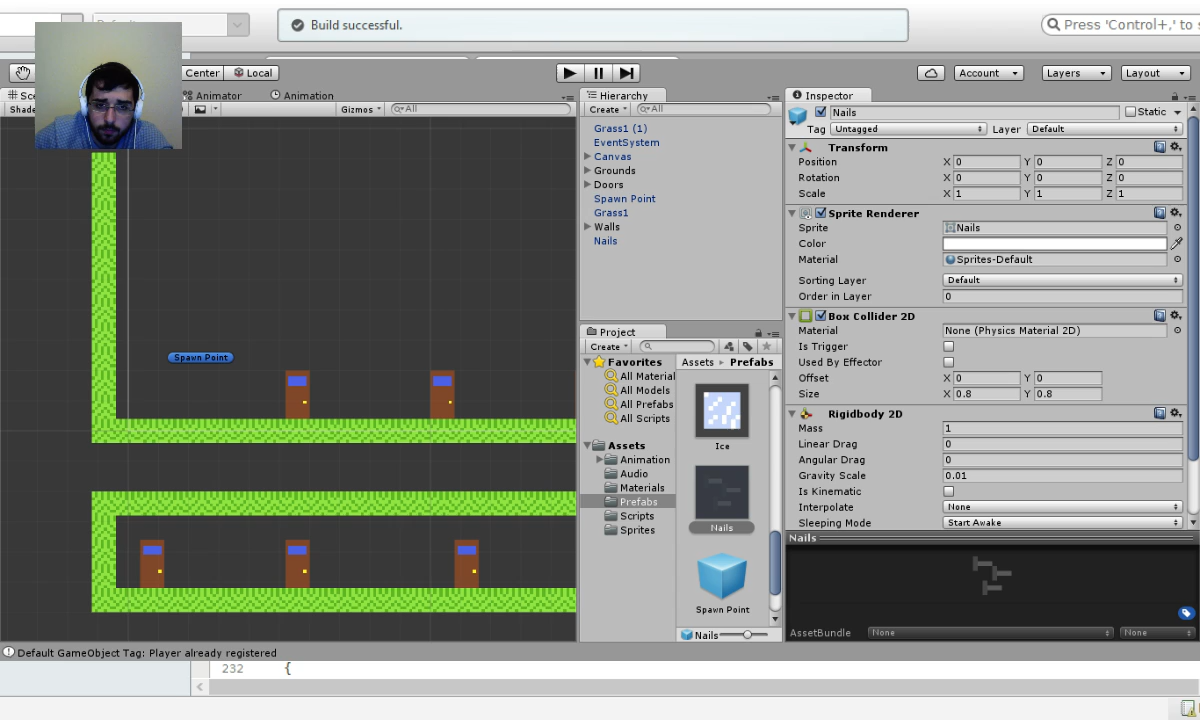 Default
Build successful.
Press 'Control+,' to s
Center
Local
Account
Layers
Layout
Sce
Animator
Animation
Hierarchy
Inspector
Shade
Gizmos
All
Create
All
Nails
Static
Tag
Untagged
Layer
Default
Grass1 (1)
EventSystem
Canvas
Grounds
Doors
Spawn Point
Grass1
Walls
Nails
Transform
Position X 0 Y 0 Z 0
Rotation X 0 Y 0 Z 0
Scale X 1 Y 1 Z 1
Sprite Renderer
Sprite Nails
Color
Material Sprites-Default
Sorting Layer Default
Order in Layer 0
Box Collider 2D
Material None (Physics Material 2D)
Is Trigger
Used By Effector
Offset X 0 Y 0
Size X 0.8 Y 0.8
Rigidbody 2D
Mass 1
Linear Drag 0
Angular Drag 0
Gravity Scale 0.01
Is Kinematic
Interpolate None
Sleeping Mode Start Awake
Spawn Point
Project
Create
Favorites
All Material
All Models
All Prefabs
All Scripts
Assets
Animation
Audio
Materials
Prefabs
Scripts
Sprites
Assets
Prefabs
Ice
Nails
Spawn Point
Nails
Nails
AssetBundle None None
Default GameObject Tag: Player already registered
232 {